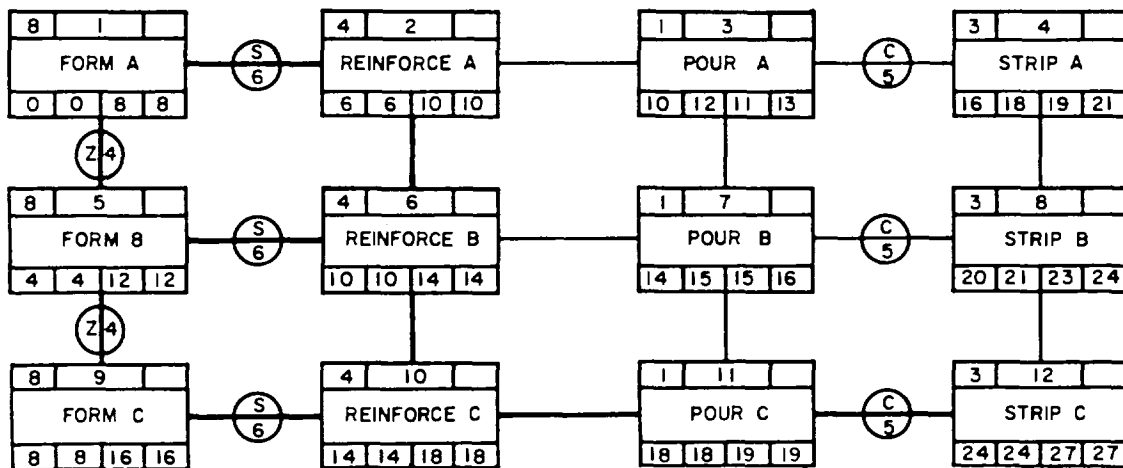 8 1 4 2 1 3 3 4
FORM A S 6 REINFORCE A POUR A C 5 STRIP A
0 0 8 8 6 6 10 10 10 12 11 13 16 18 19 21
Z-4
8 5 4 6 1 7 3 8
FORM B S 6 REINFORCE B POUR B C 5 STRIP B
4 4 12 12 10 10 14 14 14 15 15 16 20 21 23 24
Z-4
8 9 4 10 1 11 3 12
FORM C S 6 REINFORCE C POUR C C 5 STRIP C
8 8 16 16 14 14 18 18 18 18 19 19 24 24 27 27